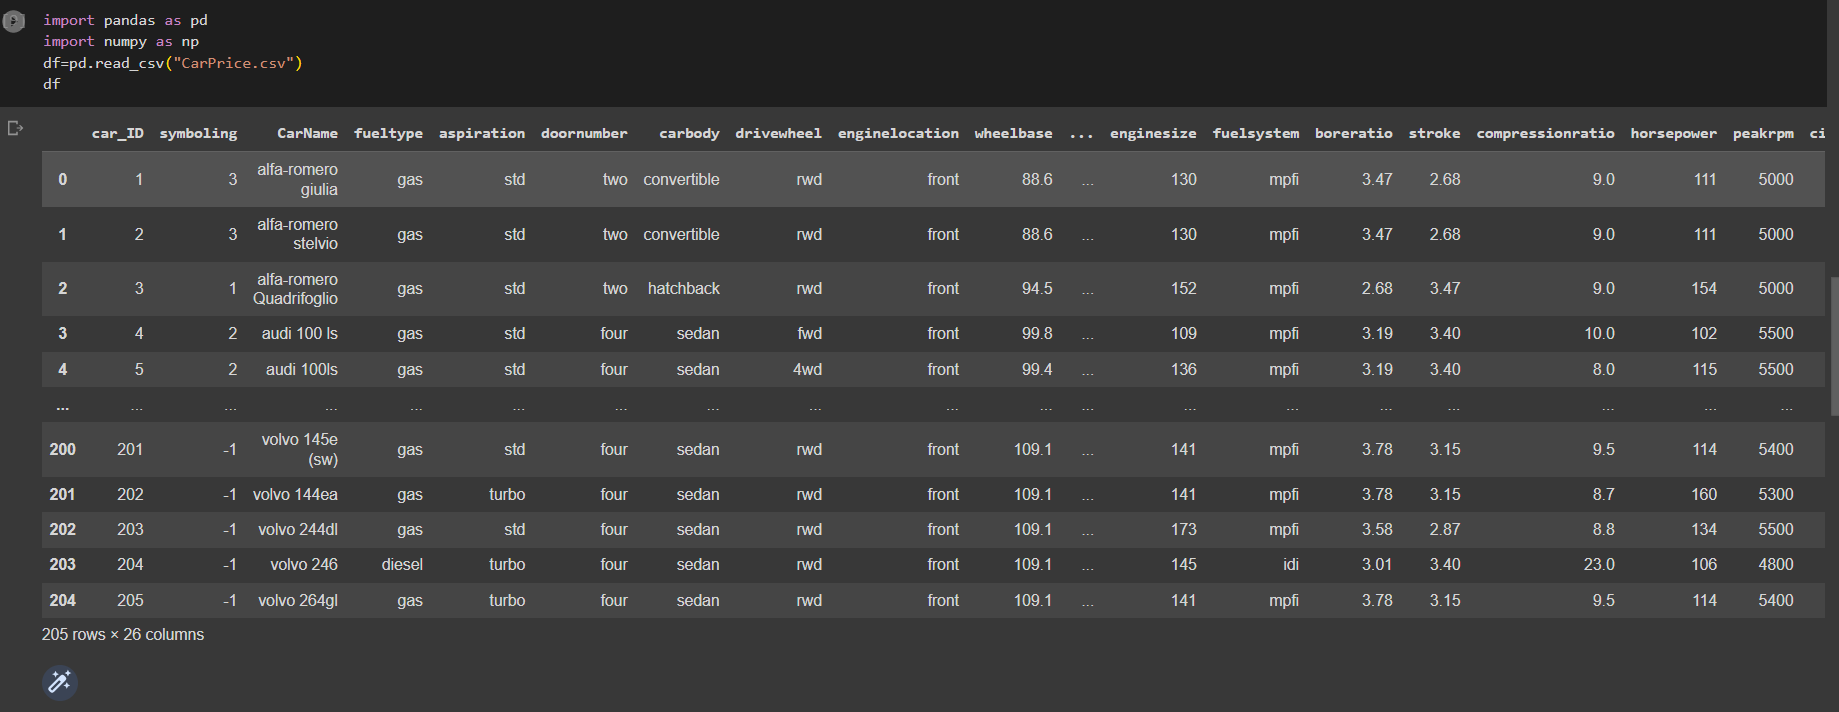 import pandas as pd
import numpy as np
df=pd.read_csv("CarPrice.csv")
df
car_ID symboling CarName fueltype aspiration doornumber carbody drivewheel enginelocation wheelbase ... enginesize fuelsystem boreratio stroke compressionratio horsepower peakrpm ci
0 1 3 alfa-romero giulia gas std two convertible rwd front 88.6 ... 130 mpfi 3.47 2.68 9.0 111 5000
1 2 3 alfa-romero stelvio gas std two convertible rwd front 88.6 ... 130 mpfi 3.47 2.68 9.0 111 5000
2 3 1 alfa-romero Quadrifoglio gas std two hatchback rwd front 94.5 ... 152 mpfi 2.68 3.47 9.0 154 5000
3 4 2 audi 100 ls gas std four sedan fwd front 99.8 ... 109 mpfi 3.19 3.40 10.0 102 5500
4 5 2 audi 100ls gas std four sedan 4wd front 99.4 ... 136 mpfi 3.19 3.40 8.0 115 5500
... ... ... ... ... ... ... ... ... ... ... ... ... ... ... ... ... ... ...
200 201 -1 volvo 145e (sw) gas std four sedan rwd front 109.1 ... 141 mpfi 3.78 3.15 9.5 114 5400
201 202 -1 volvo 144ea gas turbo four sedan rwd front 109.1 ... 141 mpfi 3.78 3.15 8.7 160 5300
202 203 -1 volvo 244dl gas std four sedan rwd front 109.1 ... 173 mpfi 3.58 2.87 8.8 134 5500
203 204 -1 volvo 246 diesel turbo four sedan rwd front 109.1 ... 145 idi 3.01 3.40 23.0 106 4800
204 205 -1 volvo 264gl gas turbo four sedan rwd front 109.1 ... 141 mpfi 3.78 3.15 9.5 114 5400
205 rows × 26 columns